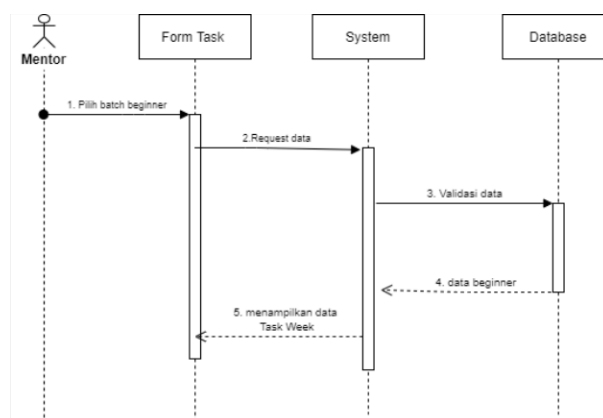 Form Task
System
Database
Mentor
1. Pilih batch beginner
2.Request data
3. Validasi data
4. data beginner
5. menampilkan data
Task Week